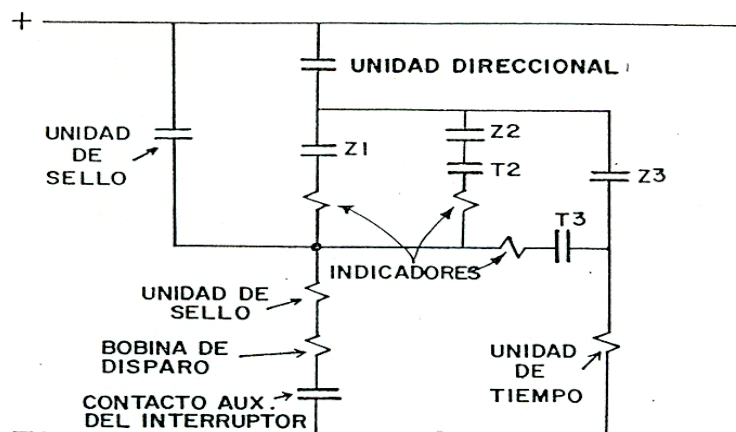 +
UNIDAD DIRECCIONAL
UNIDAD
DE
SELLO
Z1
Z2
T2
Z3
T3
INDICADORES
UNIDAD DE
SELLO
BOBINA DE
DISPARO
UNIDAD
DE
TIEMPO
CONTACTO AUX.
DEL INTERRUPTOR